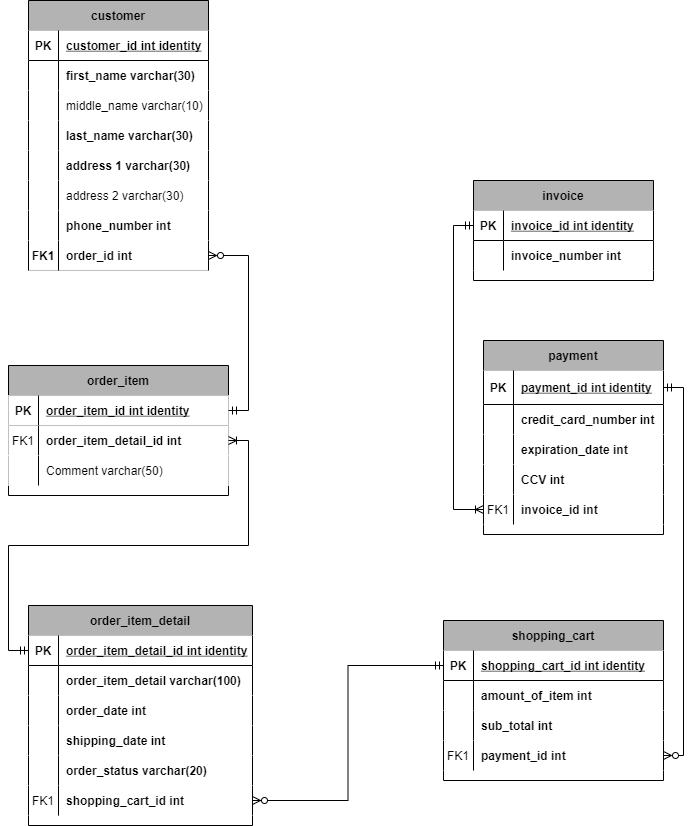 customer
PK customer_id int identity
first_name varchar(30)
middle_name varchar(10)
last_name varchar(30)
address 1 varchar(30)
address 2 varchar(30)
phone_number int
FK1 order_id int
invoice
PK invoice_id int identity
invoice_number int
order_item
PK order_item_id int identity
FK1 order_item_detail_id int
Comment varchar(50)
payment
PK payment_id int identity
credit_card_number int
expiration_date int
CCV int
FK1 invoice_id int
order_item_detail
PK order_item_detail_id int identity
order_item_detail varchar(100)
order_date int
shipping_date int
order_status varchar(20)
FK1 shopping_cart_id int
shopping_cart
PK shopping_cart_id int identity
amount_of_item int
sub_total int
FK1 payment_id int